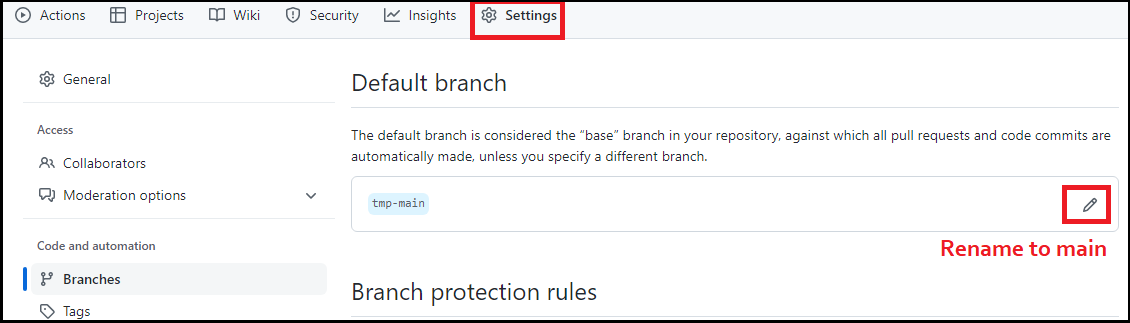 Actions Projects Wiki Security Insights Settings
General
Access
Collaborators
Moderation options
Code and automation
Branches
Tags
Default branch
The default branch is considered the “base” branch in your repository, against which all pull requests and code commits are
automatically made, unless you specify a different branch.
tmp-main
Rename to main
Branch protection rules